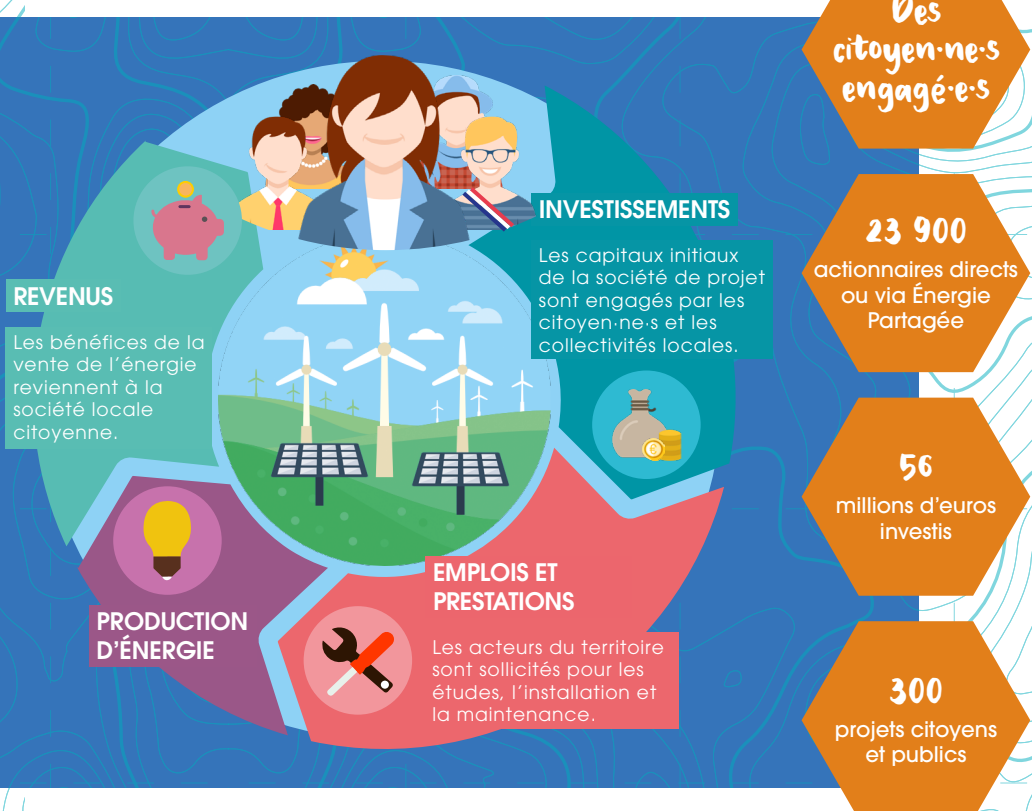 Des
citoyen·ne·s
engagé·e·s
INVESTISSEMENTS
Les capitaux initiaux
de la société de projet
sont engagés par les
citoyen·ne·s et les
collectivités locales.
REVENUS
Les bénéfices de la
vente de l'énergie
reviennent à la
société locale
citoyenne.
EMPLOIS ET
PRESTATIONS
Les acteurs du territoire
sont sollicités pour les
études, l'installation et
la maintenance.
PRODUCTION
D'ÉNERGIE
23 900
actionnaires directs
ou via Énergie
Partagée
56
millions d'euros
investis
300
projets citoyens
et publics